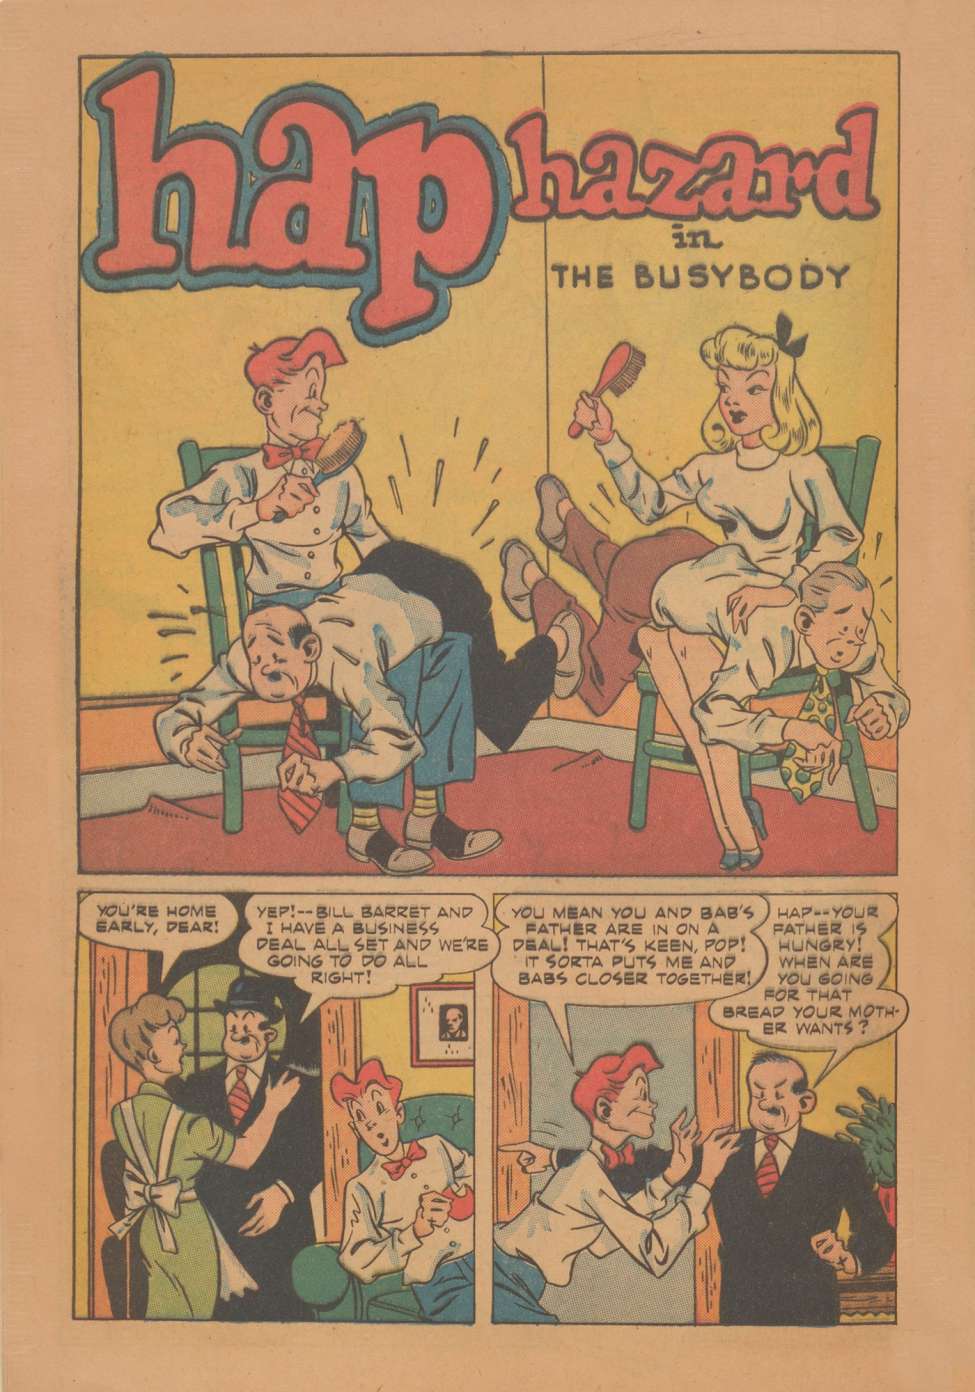 hap
hazard
in
THE BUSYBODY
YOU'RE HOME
EARLY, DEAR!
YEP!--BILL BARRET AND
I HAVE A BUSINESS
DEAL ALL SET AND WE'RE
GOING TO DO ALL
RIGHT!
YOU MEAN YOU AND BAB'S
FATHER ARE IN ON A
DEAL! THAT'S KEEN, POP!
IT SORTA PUTS ME AND
BABS CLOSER TOGETHER!
HAP--YOUR
FATHER IS
HUNGRY!
WHEN ARE
YOU GOING
FOR THAT
BREAD YOUR MOTH-
ER WANTS?